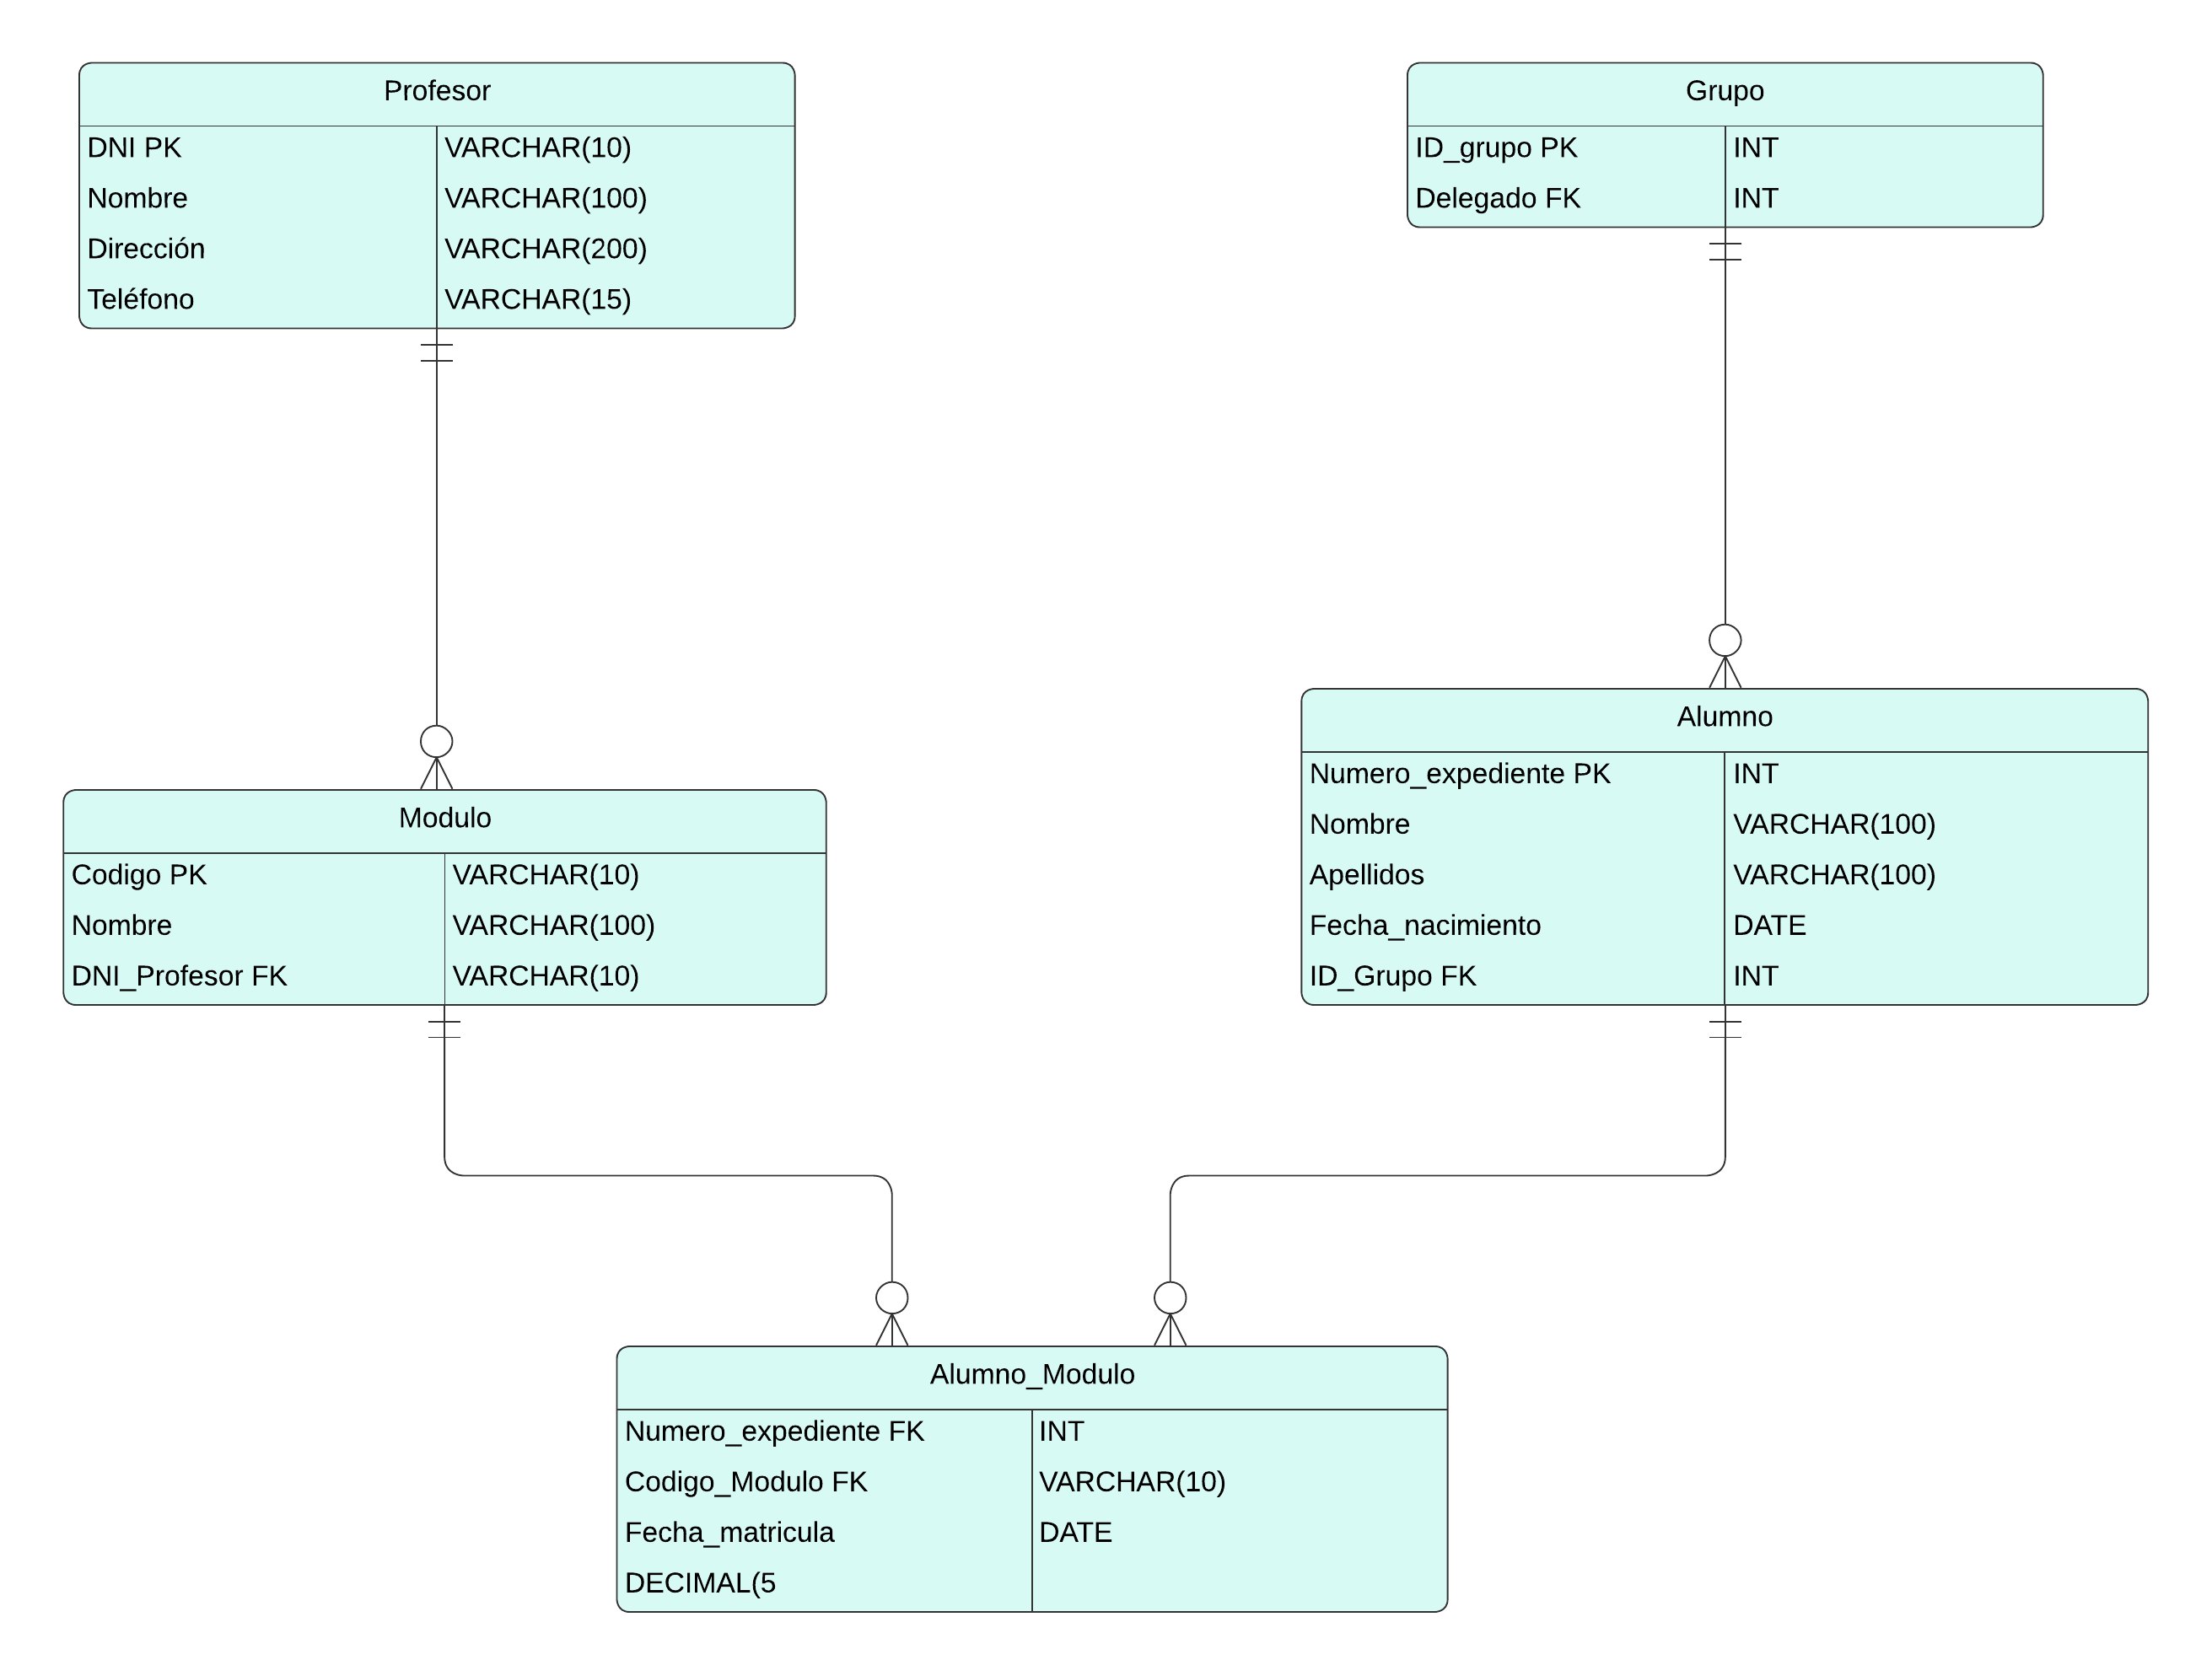 Profesor
DNI PK VARCHAR(10)
Nombre VARCHAR(100)
Dirección VARCHAR(200)
Teléfono VARCHAR(15)
Grupo
ID_grupo PK INT
Delegado FK INT
Modulo
Codigo PK VARCHAR(10)
Nombre VARCHAR(100)
DNI_Profesor FK VARCHAR(10)
Alumno
Numero_expediente PK INT
Nombre VARCHAR(100)
Apellidos VARCHAR(100)
Fecha_nacimiento DATE
ID_Grupo FK INT
Alumno_Modulo
Numero_expediente FK INT
Codigo_Modulo FK VARCHAR(10)
Fecha_matricula DATE
DECIMAL(5